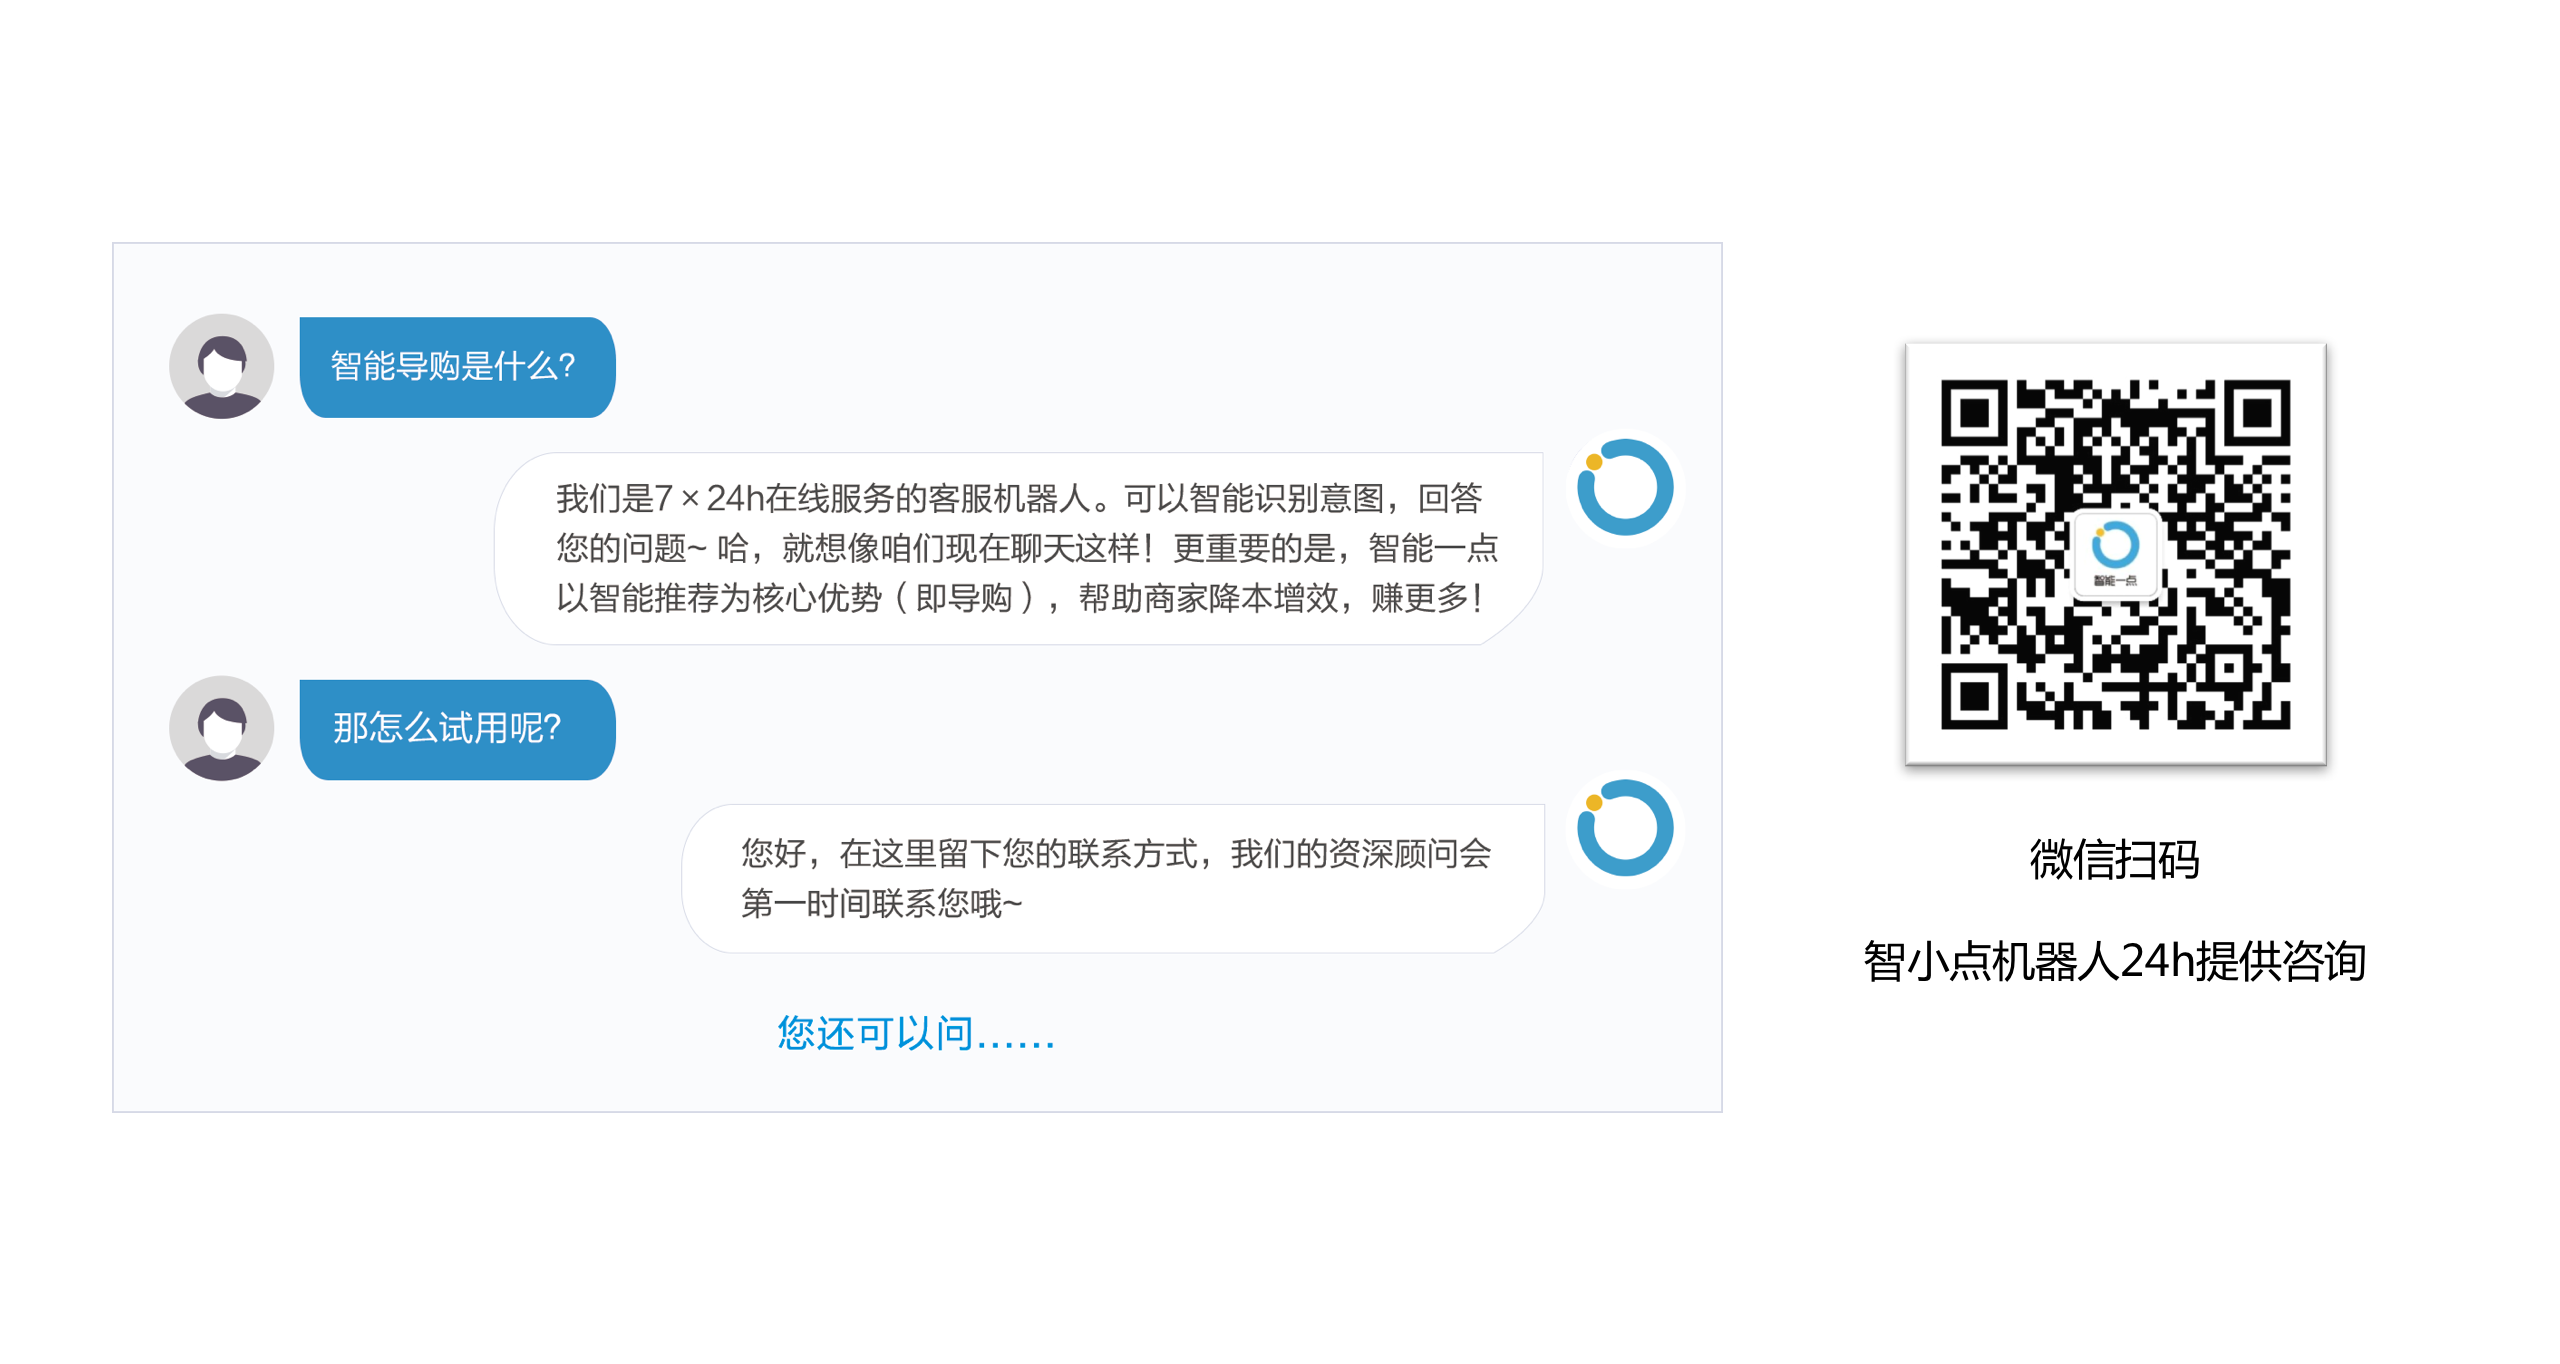 智能导购是什么?
我们是7×24h在线服务的客服机器人。可以智能识别意图，回答
您的问题~ 哈，就想像咱们现在聊天这样！更重要的是，智能一点
以智能推荐为核心优势（即导购），帮助商家降本增效，赚更多！
那怎么试用呢?
您好，在这里留下您的联系方式，我们的资深顾问会
第一时间联系您哦~
您还可以问……
智能一点
微信扫码
智小点机器人24h提供咨询